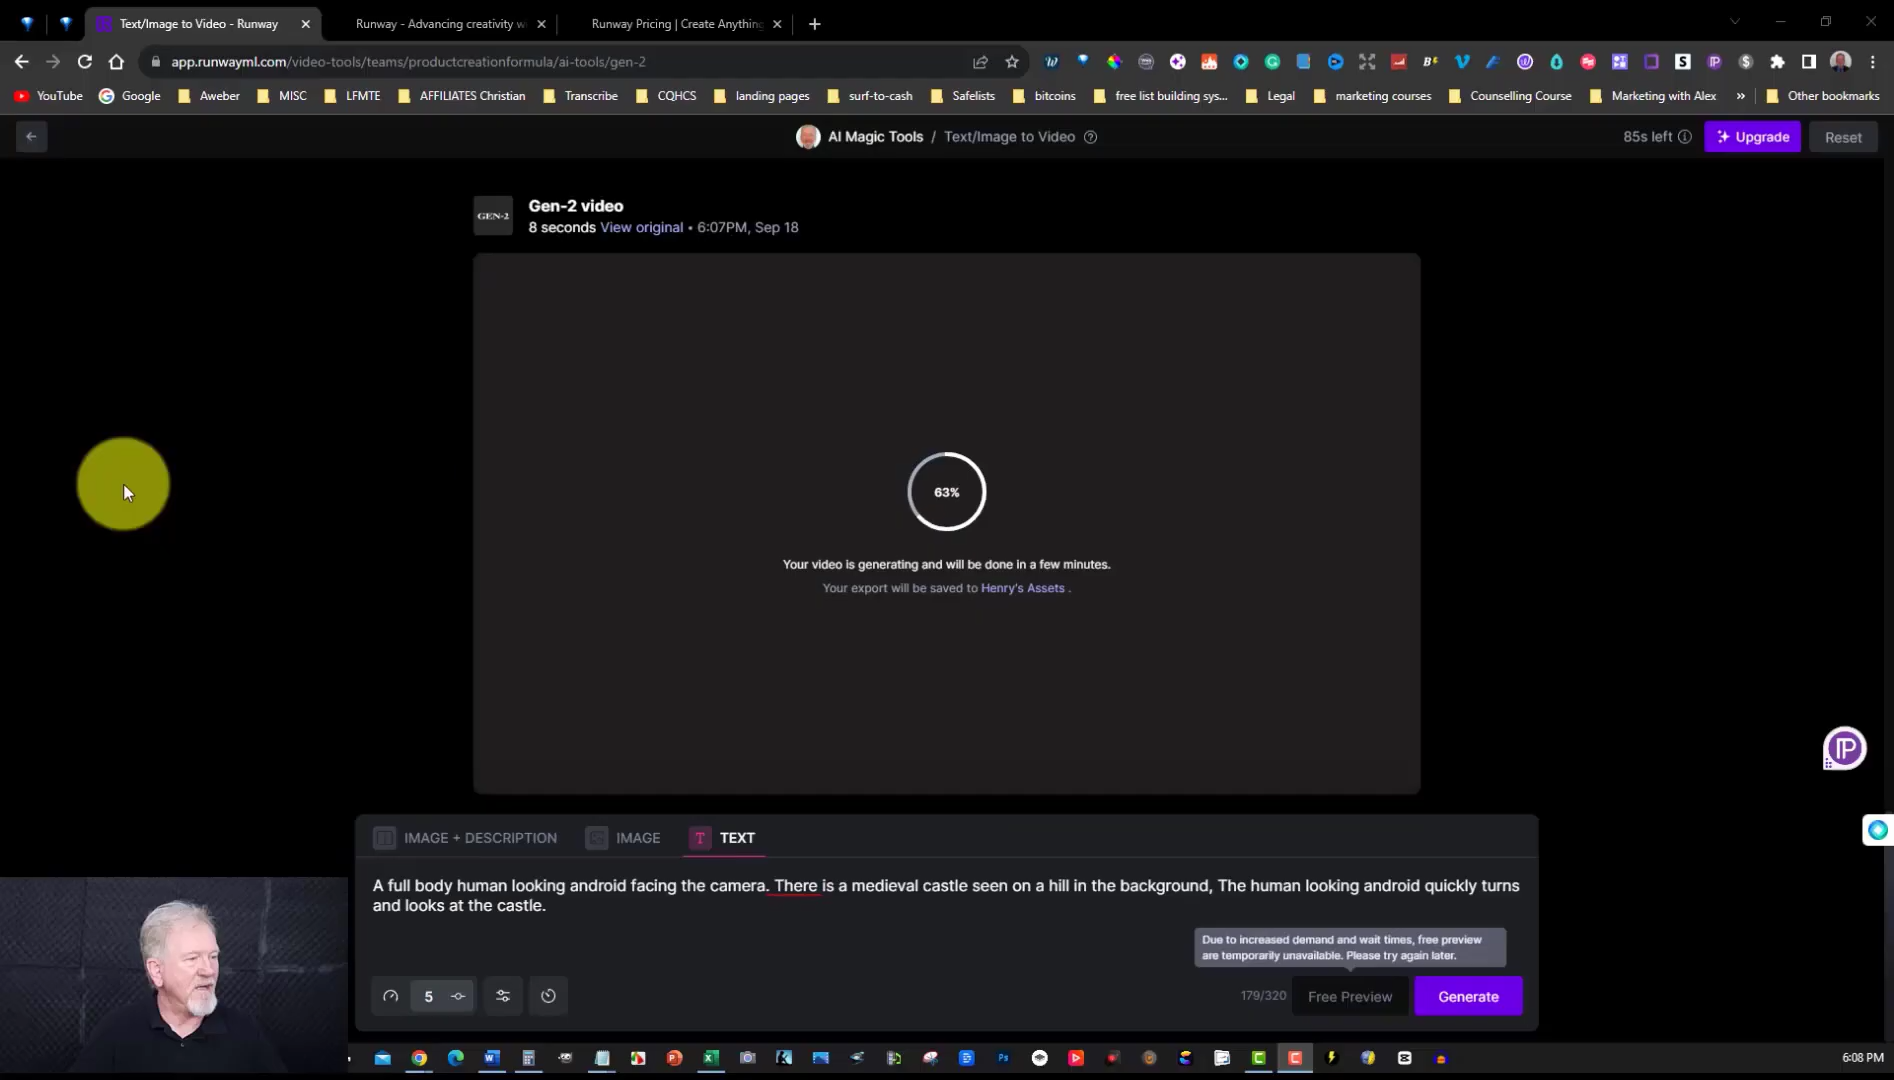 Text/Image to Video - Runway
Runway - Advancing creativity w
Runway Pricing | Create Anything
app.runwayml.com/video-tools/teams/productcreationformula/ai-tools/gen-2
YouTube
Google
Aweber
MISC
LFMTE
AFFILIATES Christian
Transcribe
CQHCS
landing pages
surf-to-cash
Safelists
bitcoins
free list building sys...
Legal
marketing courses
Counselling Course
Marketing with Alex
»
Other bookmarks
AI Magic Tools / Text/Image to Video
85s left
Upgrade
Reset
GEN-2
Gen-2 video
8 seconds View original • 6:07PM, Sep 18
63%
Your video is generating and will be done in a few minutes.
Your export will be saved to Henry's Assets .
IMAGE + DESCRIPTION
IMAGE
T TEXT
A full body human looking android facing the camera. There is a medieval castle seen on a hill in the background, The human looking android quickly turns
and looks at the castle.
Due to increased demand and wait times, free preview
are temporarily unavailable. Please try again later.
5
179/320
Free Preview
Generate
6:08 PM